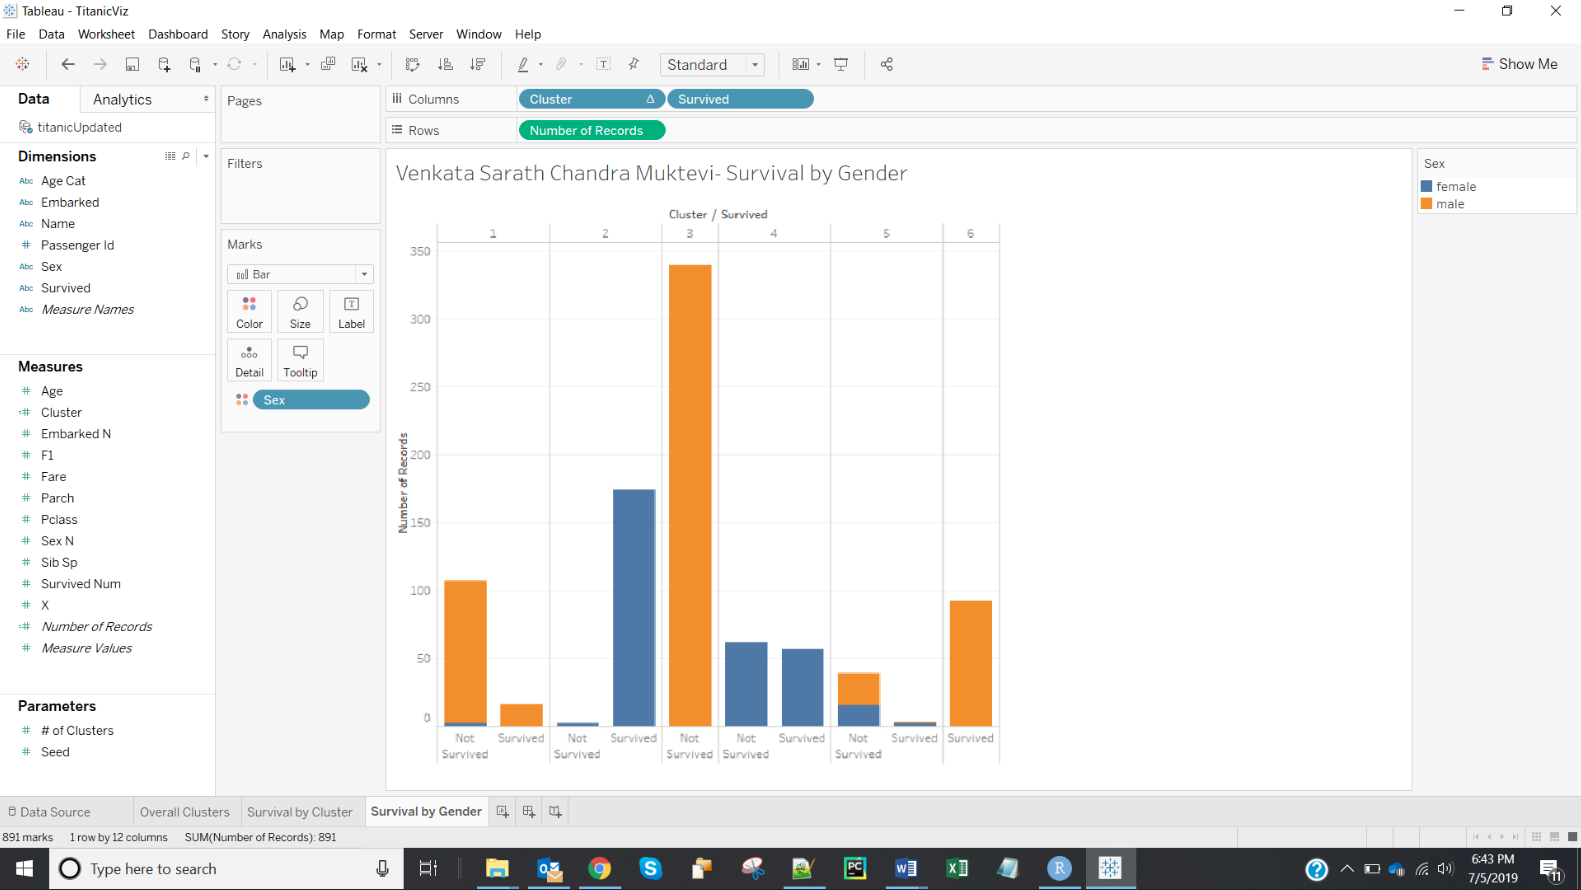 Tableau - TitanicViz
File Data Worksheet Dashboard Story Analysis Map Format Server Window Help
Standard
Show Me
Data
Analytics
titanicUpdated
Dimensions
Abc Age Cat
Abc Embarked
Abc Name
# Passenger Id
Abc Sex
Abc Survived
Abc Measure Names
Measures
# Age
=# Cluster
# Embarked N
# F1
# Fare
# Parch
# Pclass
# Sex N
# Sib Sp
# Survived Num
# X
=# Number of Records
# Measure Values
Parameters
# # of Clusters
# Seed
Pages
Filters
Marks
Bar
Color Size Label
Detail Tooltip
Sex
Columns
Cluster Δ
Survived
Rows
Number of Records
Venkata Sarath Chandra Muktevi- Survival by Gender
Cluster / Survived
1 2 3 4 5 6
350
300
250
200
150
100
50
0
Number of Records
Not Survived
Survived
Not Survived
Survived
Not Survived
Not Survived
Survived
Not Survived
Survived
Survived
Sex
female
male
Data Source
Overall Clusters
Survival by Cluster
Survival by Gender
891 marks 1 row by 12 columns SUM(Number of Records): 891
Type here to search
6:43 PM
7/5/2019
11